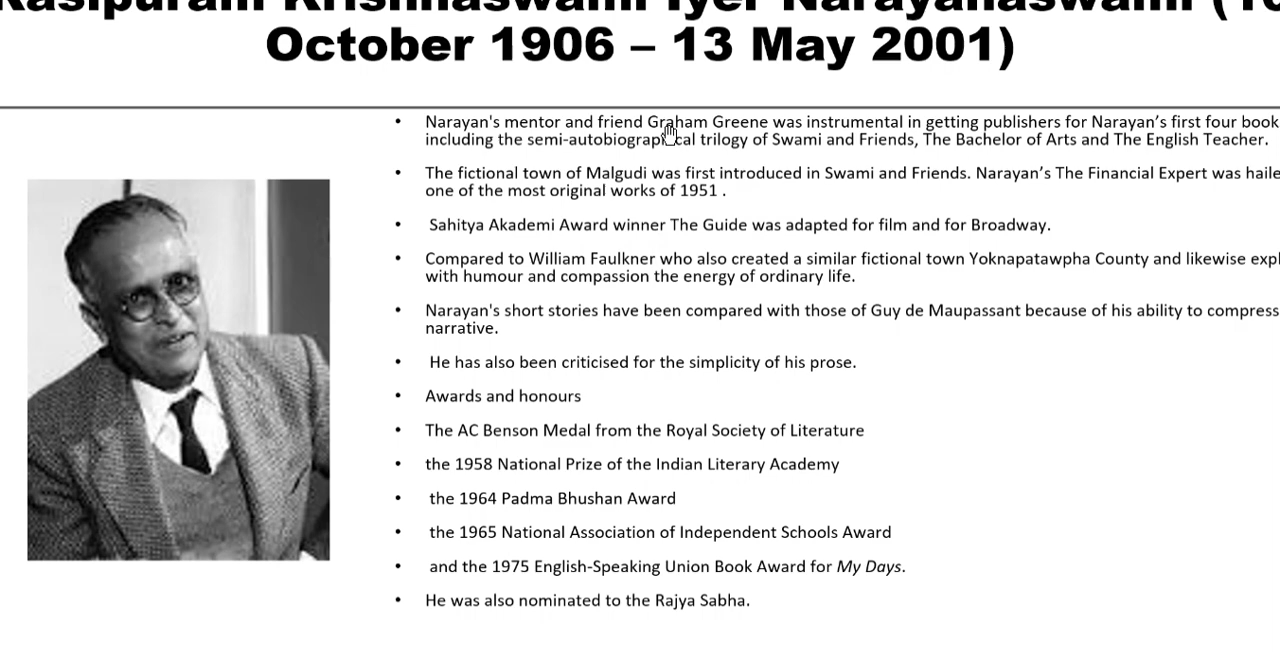 Krishnaswami Iyer Narayanaswami
October 1906 – 13 May 2001)
• Narayan's mentor and friend Graham Greene was instrumental in getting publishers for Narayan’s first four book
including the semi-autobiographical trilogy of Swami and Friends, The Bachelor of Arts and The English Teacher.
• The fictional town of Malgudi was first introduced in Swami and Friends. Narayan’s The Financial Expert was haile
one of the most original works of 1951 .
• Sahitya Akademi Award winner The Guide was adapted for film and for Broadway.
• Compared to William Faulkner who also created a similar fictional town Yoknapatawpha County and likewise expl
with humour and compassion the energy of ordinary life.
• Narayan's short stories have been compared with those of Guy de Maupassant because of his ability to compress
narrative.
• He has also been criticised for the simplicity of his prose.
• Awards and honours
• The AC Benson Medal from the Royal Society of Literature
• the 1958 National Prize of the Indian Literary Academy
• the 1964 Padma Bhushan Award
• the 1965 National Association of Independent Schools Award
• and the 1975 English-Speaking Union Book Award for My Days.
• He was also nominated to the Rajya Sabha.